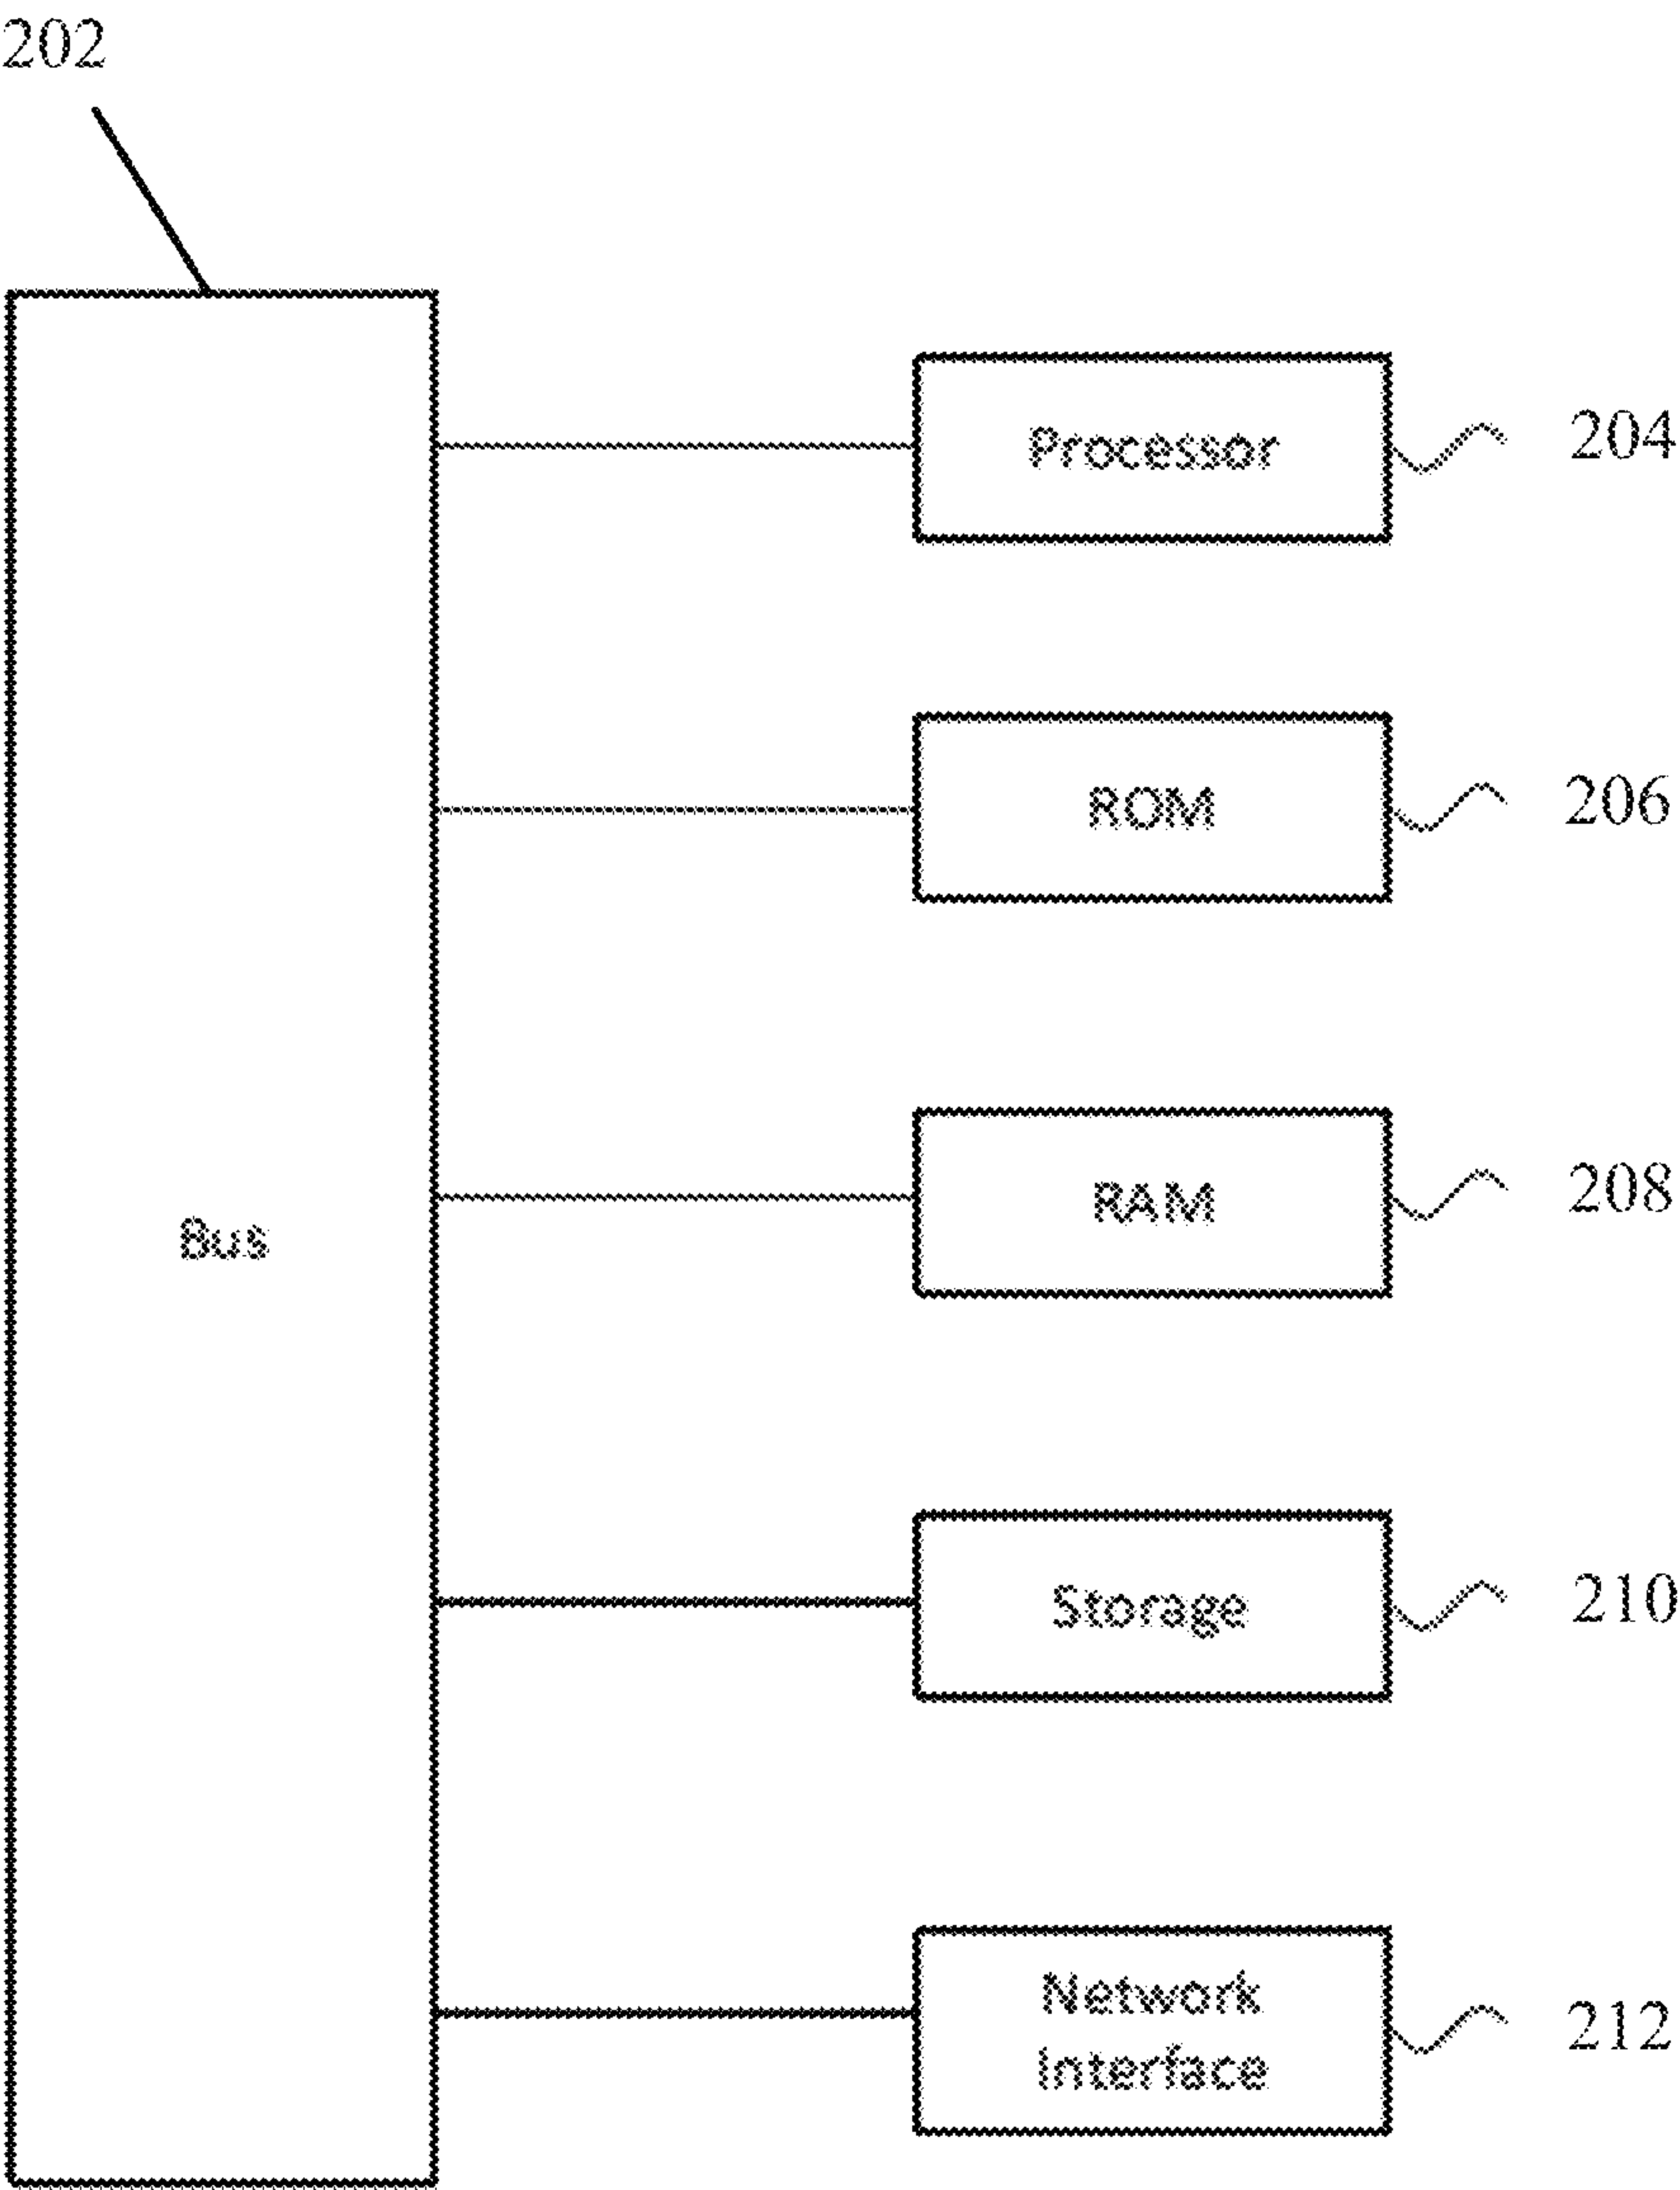 202
Processor
204
ROM
206
RAM
208
Bus
Storage
210
Network
Interface
212